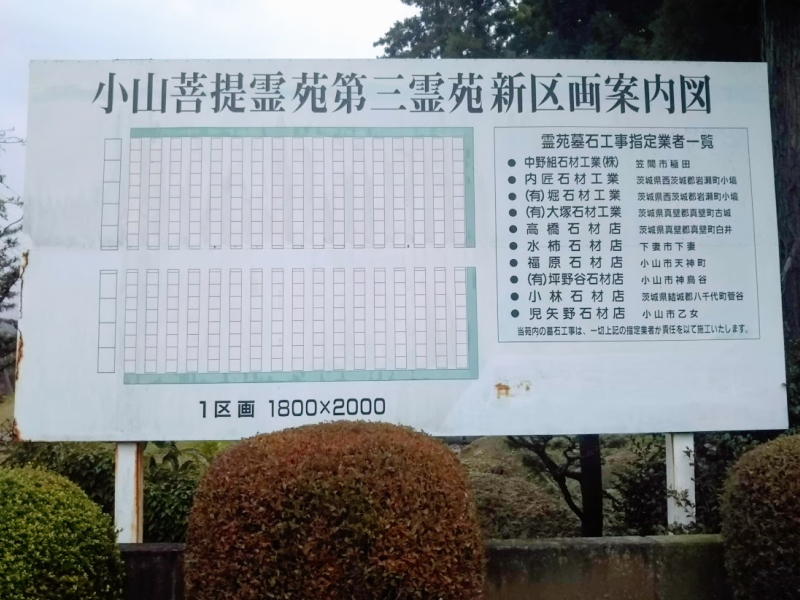 小山菩提霊苑第三霊苑新区画案内図
霊苑墓石工事指定業者一覧
● 中野組石材工業(株) 笠間市稲田
● 内匠石材工業 茨城県西茨城郡岩瀬町小塙
● (有)堀石材工業 茨城県西茨城郡岩瀬町小塙
● (有)大塚石材工業 茨城県真壁郡真壁町古城
● 高橋石材店 茨城県真壁郡真壁町白井
● 水柿石材店 下妻市下妻
● 福原石材店 小山市天神町
● (有)坪野谷石材店 小山市神鳥谷
● 小林石材店 茨城県結城郡八千代町菅谷
● 児矢野石材店 小山市乙女
当苑内の墓石工事は、一切上記の指定業者が責任を以て施工いたします。
1区画 1800×2000